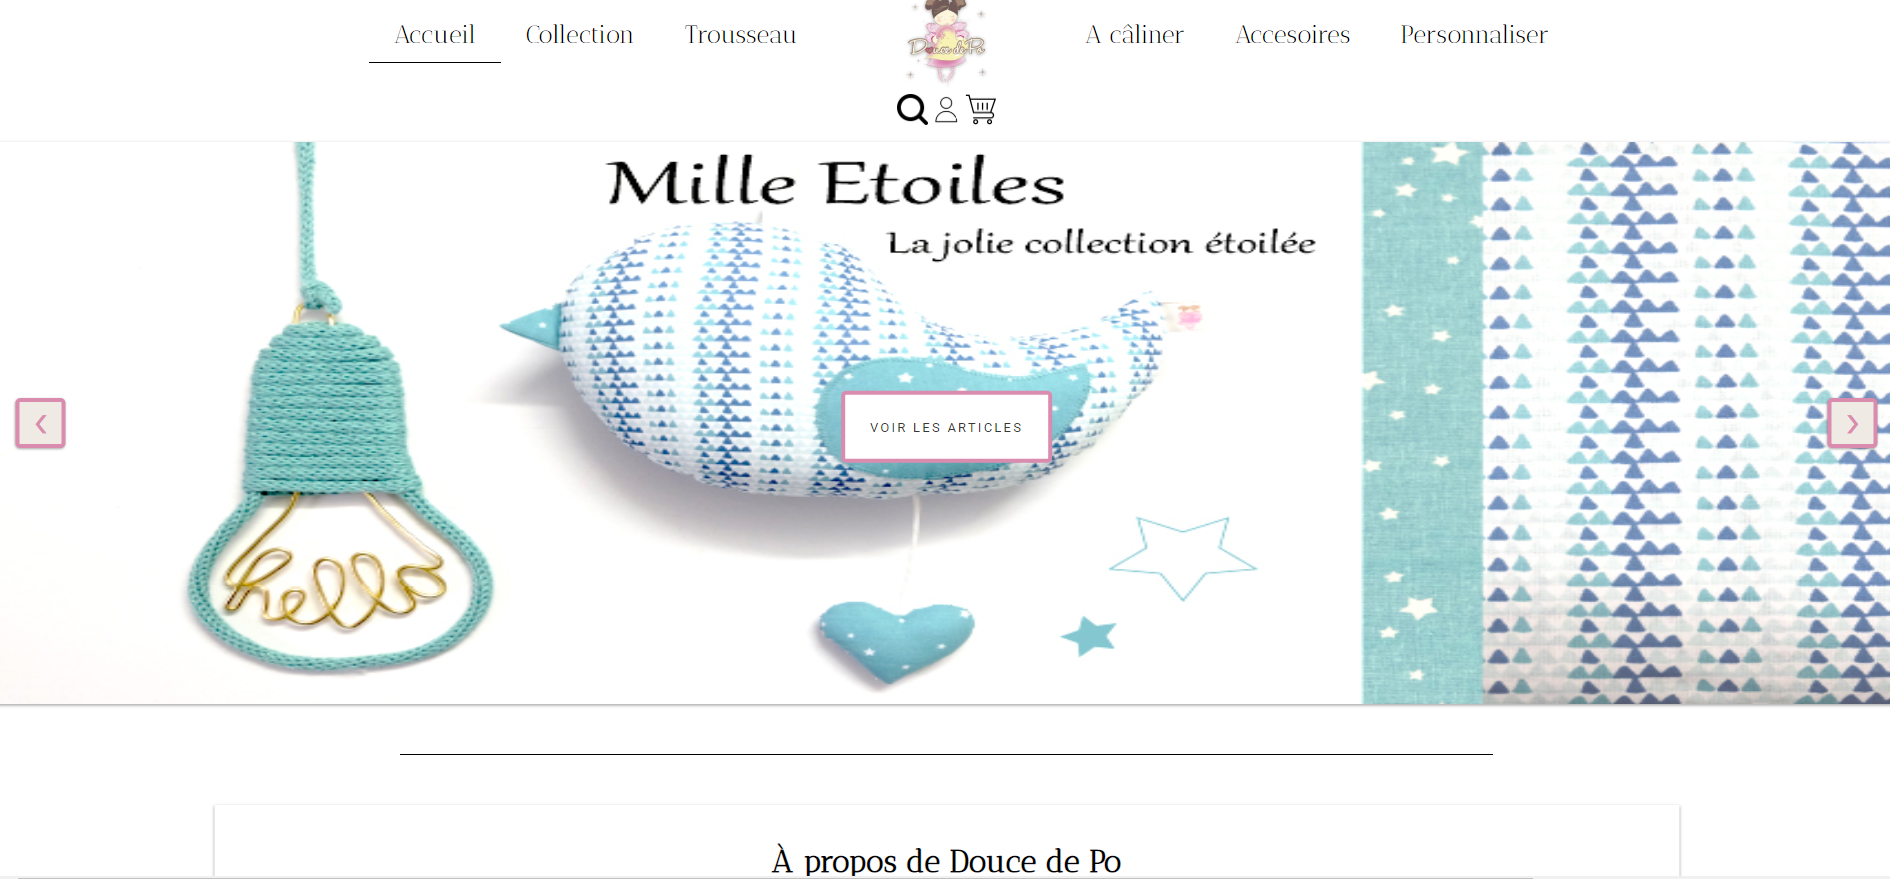 Accueil Collection Trousseau Douce de Po A câliner Accesoires Personnaliser
Mille Etoiles
La jolie collection étoilée
VOIR LES ARTICLES
hello
À propos de Douce de Po